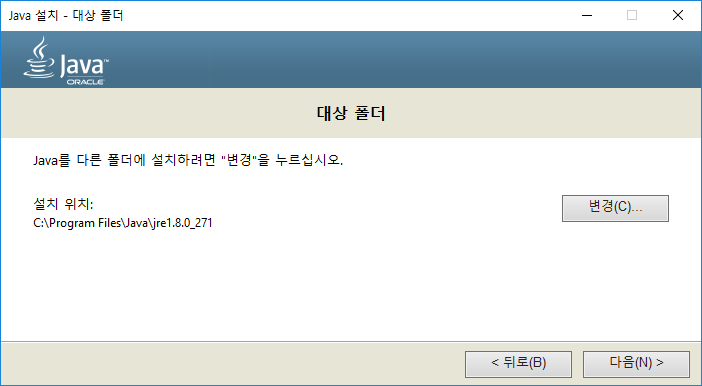 Java 설치 - 대상 폴더
Java™
ORACLE
대상 폴더
Java를 다른 폴더에 설치하려면 "변경"을 누르십시오.
설치 위치:
변경(C)...
C:\Program Files\Java\jre1.8.0_271
< 뒤로(B)
다음(N) >